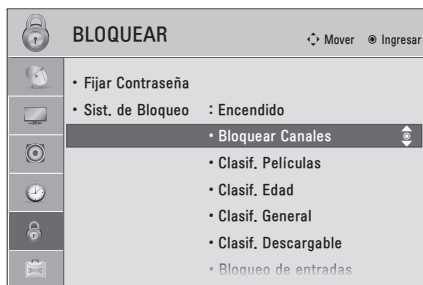 BLOQUEAR
Mover Ingresar
• Fijar Contraseña
• Sist. de Bloqueo : Encendido
• Bloquear Canales
• Clasif. Películas
• Clasif. Edad
• Clasif. General
• Clasif. Descargable
• Bloqueo de entradas